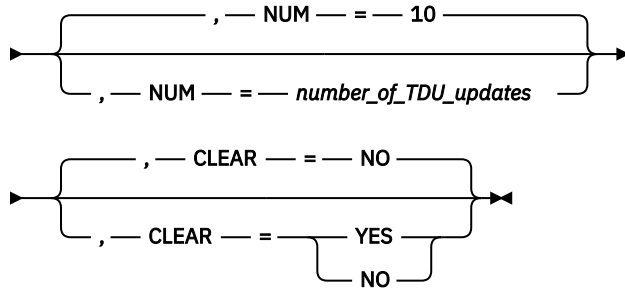 , NUM = 10
, NUM = number_of_TDU_updates
, CLEAR = NO
, CLEAR = YES
NO